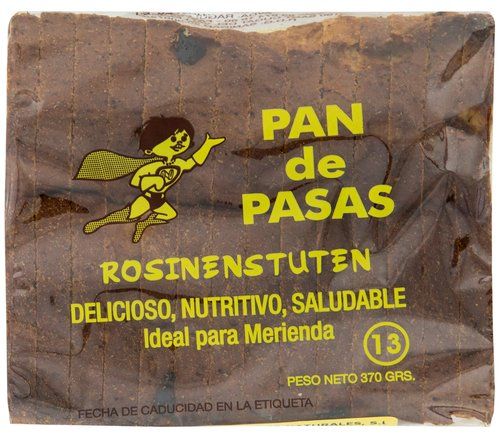 PAN
de
PASAS
ROSINENSTUTEN
DELICIOSO, NUTRITIVO, SALUDABLE
Ideal para Merienda
13
PESO NETO 370 GRS.
FECHA DE CADUCIDAD EN LA ETIQUETA